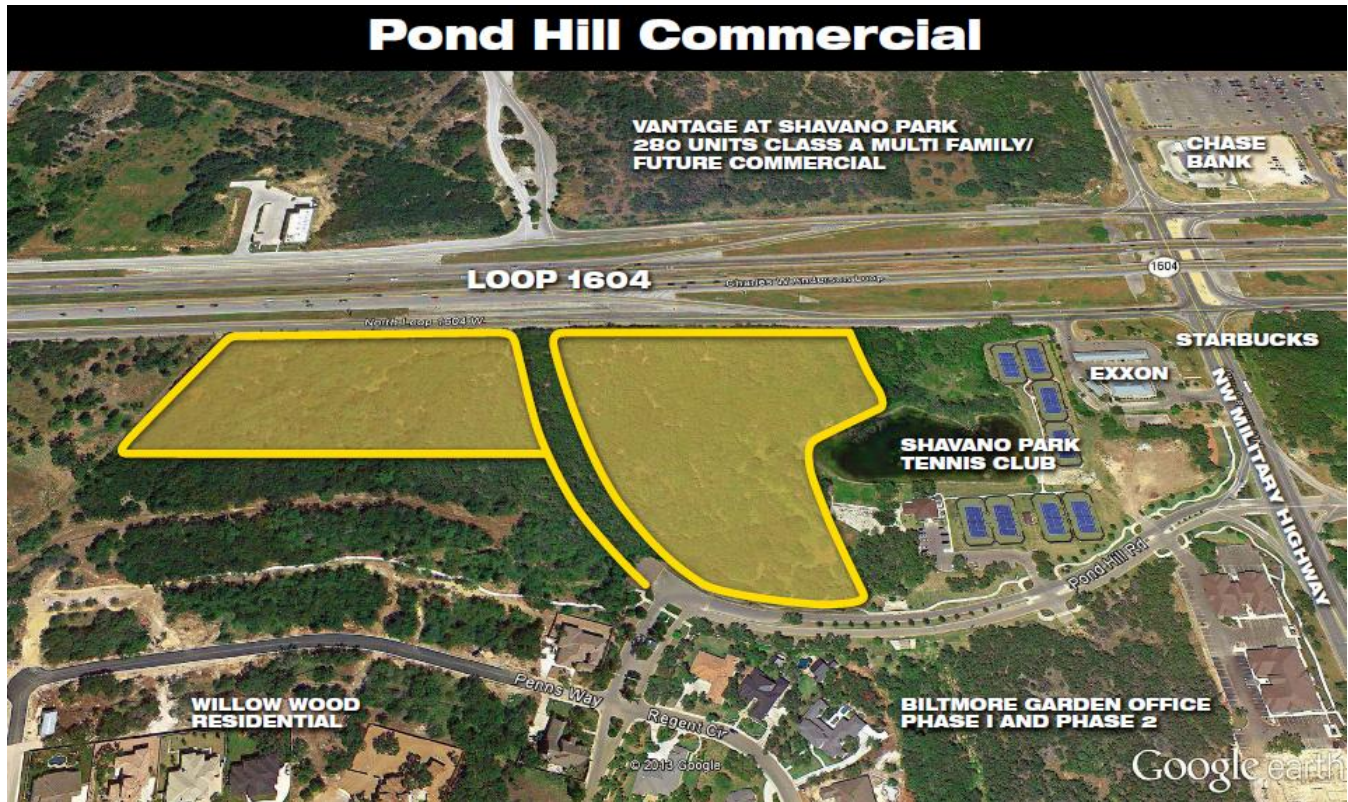 Pond Hill Commercial
VANTAGE AT SHAVANO PARK
280 UNITS CLASS A MULTI FAMILY/
FUTURE COMMERCIAL
CHASE
BANK
1604
LOOP 1604
Charles W Anderson Loop
North Loop 1604 W
STARBUCKS
EXXON
NW MILITARY HIGHWAY
SHAVANO PARK
TENNIS CLUB
Pond Hill Rd
Penns Way
Regent Cir
WILLOW WOOD
RESIDENTIAL
BILTMORE GARDEN OFFICE
PHASE I AND PHASE 2
© 2013 Google
Google earth